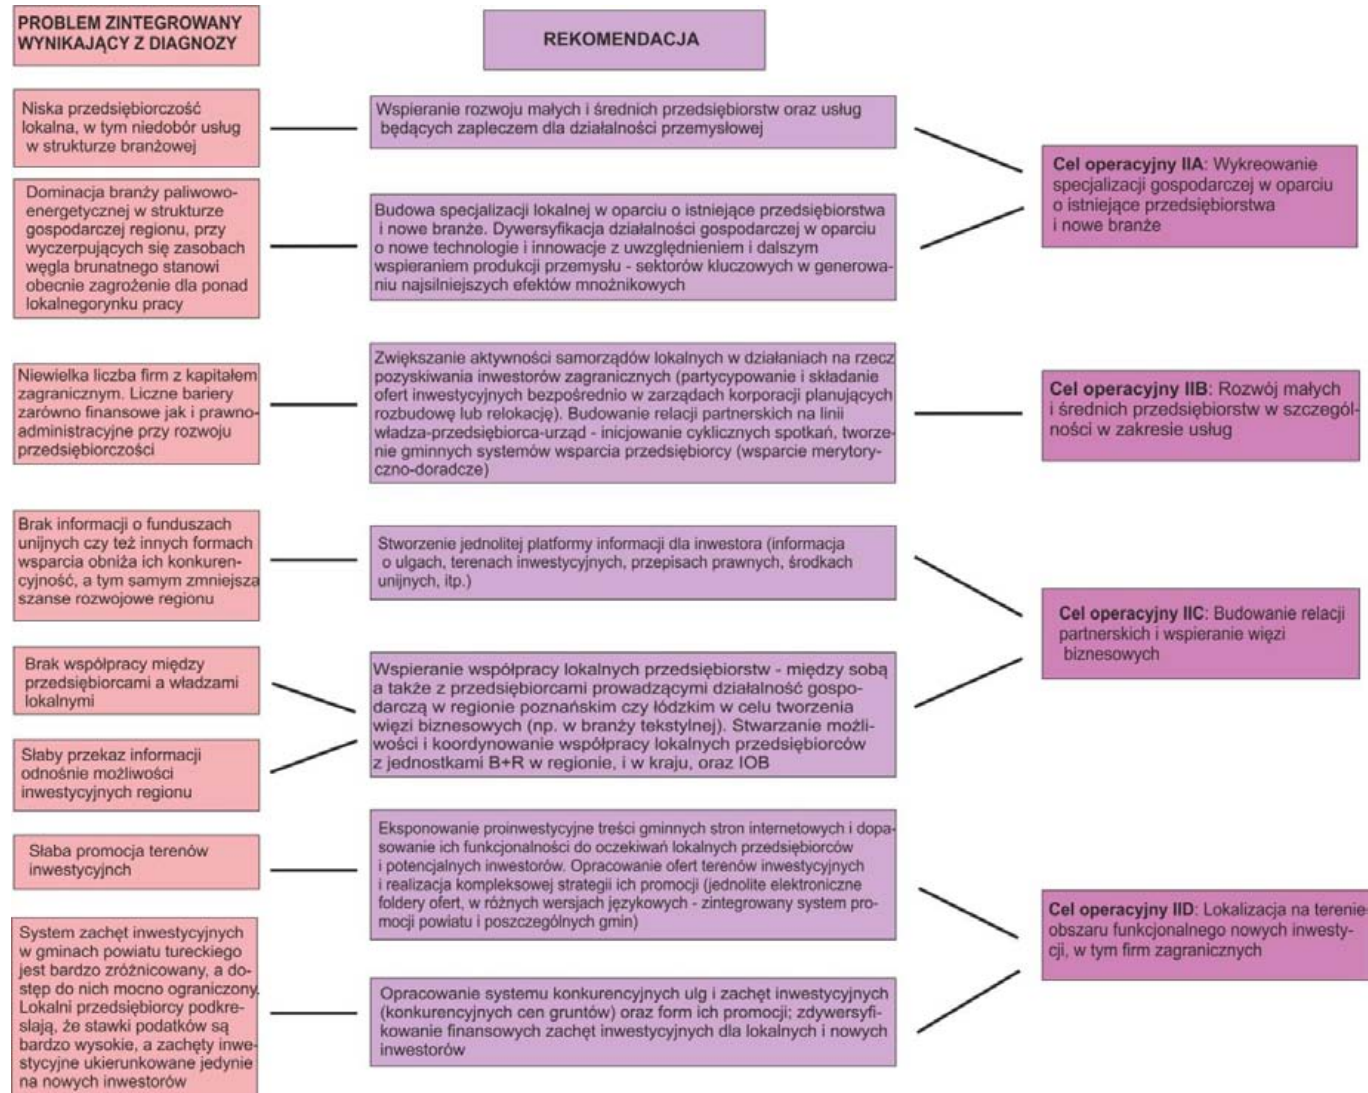 PROBLEM ZINTEGROWANY
WYNIKAJĄCY Z DIAGNOZY
REKOMENDACJA
Niska przedsiębiorczość
lokalna, w tym niedobór usług
w strukturze branżowej
Wspieranie rozwoju małych i średnich przedsiębiorstw oraz usług
będących zapleczem dla działalności przemysłowej
Cel operacyjny IIA: Wykreowanie
specjalizacji gospodarczej w oparciu
o istniejące przedsiębiorstwa
i nowe branże
Dominacja branży paliwowo-
energetycznej w strukturze
gospodarczej regionu, przy
wyczerpujących się zasobach
węgla brunatnego stanowi
obecnie zagrożenie dla ponad
lokalnegorynku pracy
Budowa specjalizacji lokalnej w oparciu o istniejące przedsiębiorstwa
i nowe branże. Dywersyfikacja działalności gospodarczej w oparciu
o nowe technologie i innowacje z uwzględnieniem i dalszym
wspieraniem produkcji przemysłu - sektorów kluczowych w generowa-
niu najsilniejszych efektów mnożnikowych
Niewielka liczba firm z kapitałem
zagranicznym. Liczne bariery
zarówno finansowe jak i prawno-
administracyjne przy rozwoju
przedsiębiorczości
Zwiększanie aktywności samorządów lokalnych w działaniach na rzecz
pozyskiwania inwestorów zagranicznych (partycypowanie i składanie
ofert inwestycyjnych bezpośrednio w zarządach korporacji planujących
rozbudowę lub relokację). Budowanie relacji partnerskich na linii
władza-przedsiębiorca-urząd - inicjowanie cyklicznych spotkań, tworze-
nie gminnych systemów wsparcia przedsiębiorcy (wsparcie merytory-
czno-doradcze)
Cel operacyjny IIB: Rozwój małych
i średnich przedsiębiorstw w szczegól-
ności w zakresie usług
Brak informacji o funduszach
unijnych czy też innych formach
wsparcia obniża ich konkuren-
cyjność, a tym samym zmniejsza
szanse rozwojowe regionu
Stworzenie jednolitej platformy informacji dla inwestora (informacja
o ulgach, terenach inwestycyjnych, przepisach prawnych, środkach
unijnych, itp.)
Cel operacyjny IIC: Budowanie relacji
partnerskich i wspieranie więzi
biznesowych
Brak współpracy między
przedsiębiorcami a władzami
lokalnymi
Wspieranie współpracy lokalnych przedsiębiorstw - między sobą
a także z przedsiębiorcami prowadzącymi działalność gospo-
darczą w regionie poznańskim czy łódzkim w celu tworzenia
więzi biznesowych (np. w branży tekstylnej). Stwarzanie możli-
wości i koordynowanie współpracy lokalnych przedsiębiorców
z jednostkami B+R w regionie, i w kraju, oraz IOB
Słaby przekaz informacji
odnośnie możliwości
inwestycyjnych regionu
Słaba promocja terenów
inwestycyjnch
Eksponowanie proinwestycyjne treści gminnych stron internetowych i dopa-
sowanie ich funkcjonalności do oczekiwań lokalnych przedsiębiorców
i potencjalnych inwestorów. Opracowanie ofert terenów inwestycyjnych
i realizacja kompleksowej strategii ich promocji (jednolite elektroniczne
foldery ofert, w różnych wersjach językowych - zintegrowany system pro-
mocji powiatu i poszczególnych gmin)
Cel operacyjny IID: Lokalizacja na terenie
obszaru funkcjonalnego nowych inwesty-
cji, w tym firm zagranicznych
System zachęt inwestycyjnych
w gminach powiatu tureckiego
jest bardzo zróżnicowany, a do-
stęp do nich mocno ograniczony.
Lokalni przedsiębiorcy podkre-
slają, że stawki podatków są
bardzo wysokie, a zachęty inwe-
stycyjne ukierunkowane jedynie
na nowych inwestorów
Opracowanie systemu konkurencyjnych ulg i zachęt inwestycyjnych
(konkurencyjnych cen gruntów) oraz form ich promocji; zdywersyfi-
kowanie finansowych zachęt inwestycyjnych dla lokalnych i nowych
inwestorów